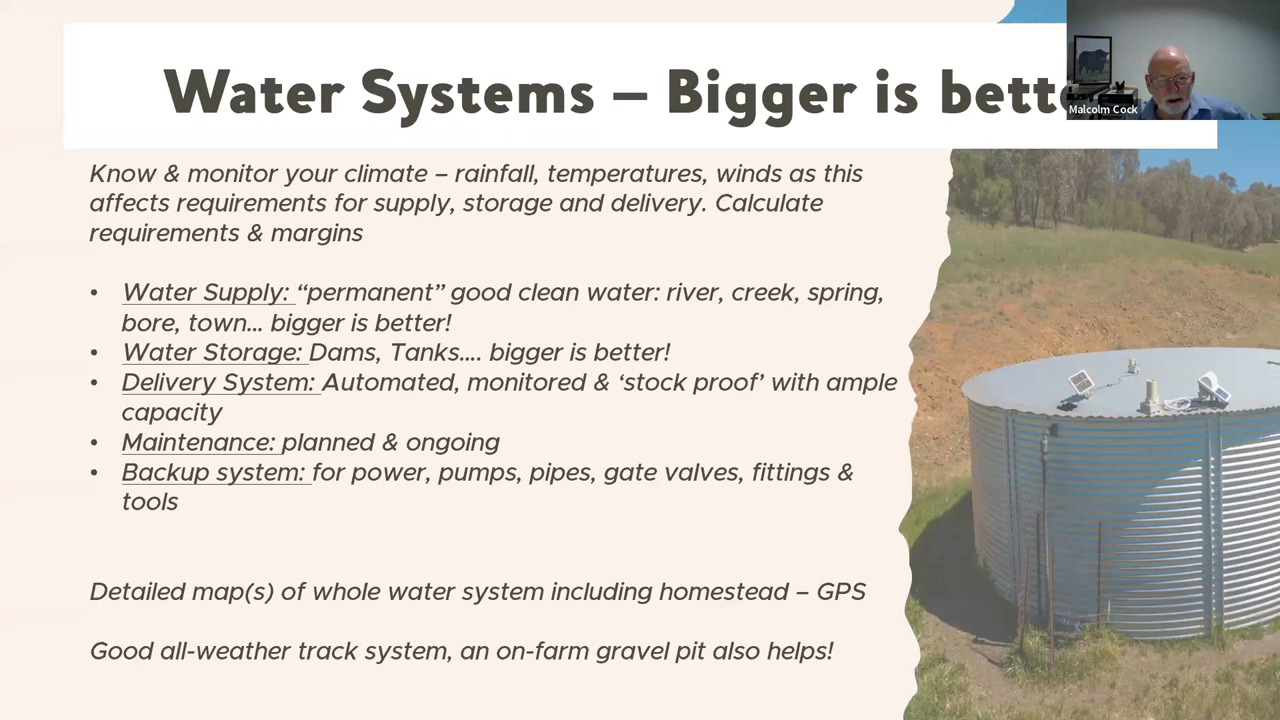 Water Systems – Bigger is bette
Malcolm Cock
Know & monitor your climate – rainfall, temperatures, winds as this
affects requirements for supply, storage and delivery. Calculate
requirements & margins
• Water Supply: “permanent” good clean water: river, creek, spring,
bore, town... bigger is better!
• Water Storage: Dams, Tanks.... bigger is better!
• Delivery System: Automated, monitored & ‘stock proof’ with ample
capacity
• Maintenance: planned & ongoing
• Backup system: for power, pumps, pipes, gate valves, fittings &
tools
Detailed map(s) of whole water system including homestead – GPS
Good all-weather track system, an on-farm gravel pit also helps!